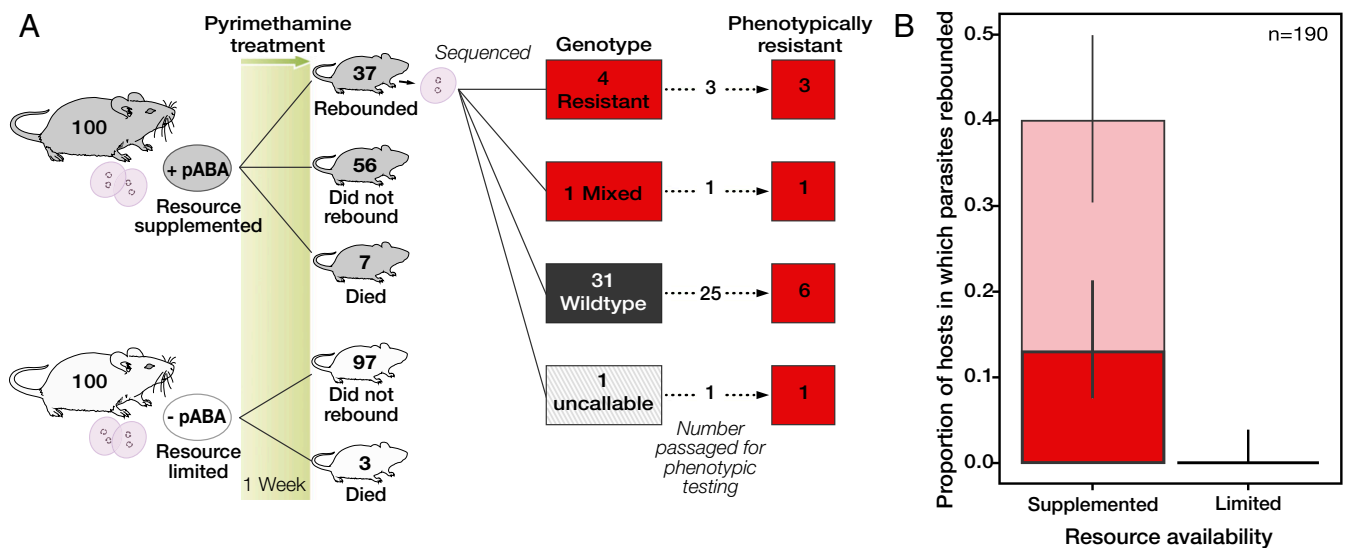 A
Pyrimethamine
treatment
100
+ pABA
Resource
supplemented
37
Rebounded
56
Did not
rebound
7
Died
100
- pABA
Resource
limited
97
Did not
rebound
3
Died
1 Week
Sequenced
Genotype
Phenotypically
resistant
4
Resistant
3
3
1 Mixed
1
1
31
Wildtype
25
6
1
uncallable
1
1
Number
passaged for
phenotypic
testing
B
n=190
Proportion of hosts in which parasites rebounded
0.5
0.4
0.3
0.2
0.1
0.0
Supplemented
Limited
Resource availability